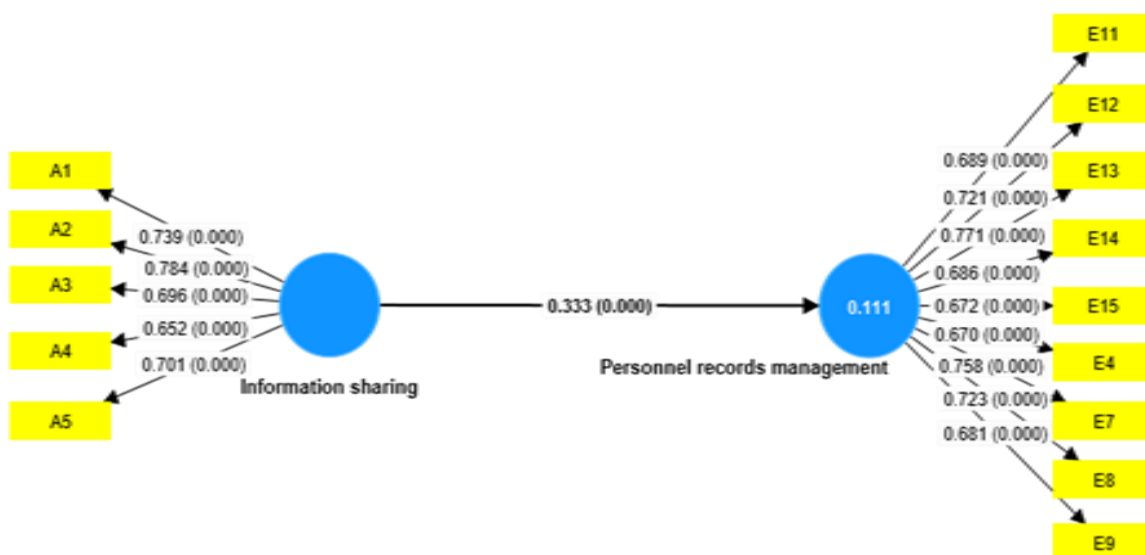 A1
A2
A3
A4
A5
0.739 (0.000)
0.784 (0.000)
0.696 (0.000)
0.652 (0.000)
0.701 (0.000)
Information sharing
0.333 (0.000)
0.111
Personnel records management
0.689 (0.000)
0.721 (0.000)
0.771 (0.000)
0.686 (0.000)
0.672 (0.000)
0.670 (0.000)
0.758 (0.000)
0.723 (0.000)
0.681 (0.000)
E11
E12
E13
E14
E15
E4
E7
E8
E9